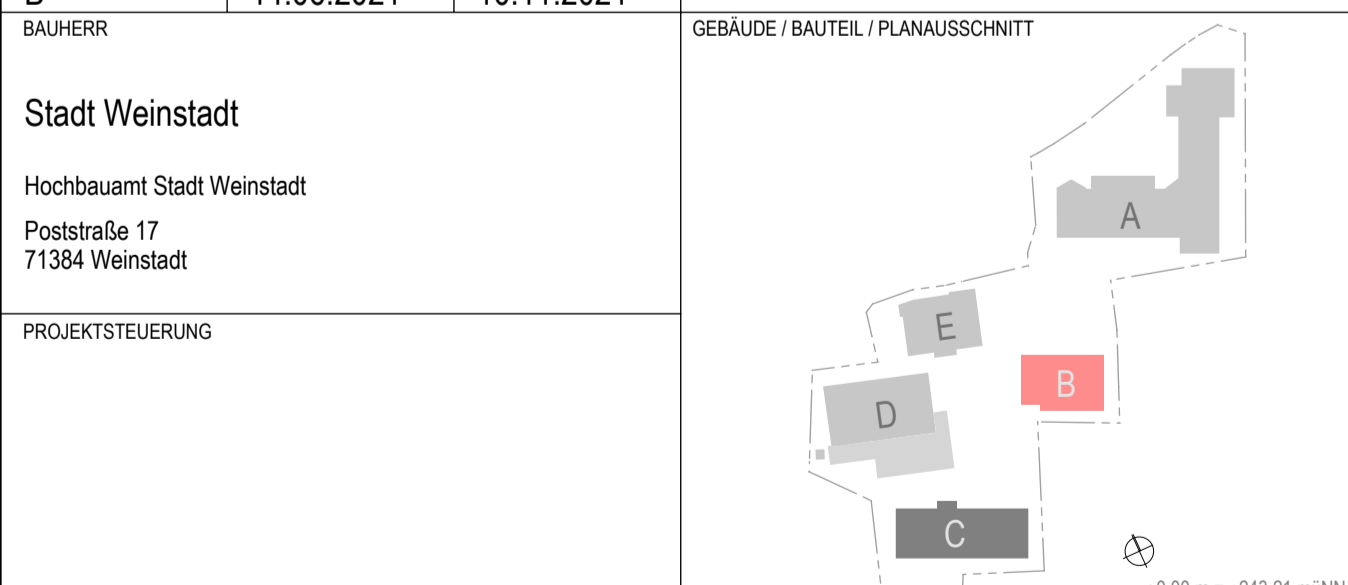 BAUHERR
Stadt Weinstadt
Hochbauamt Stadt Weinstadt
Poststraße 17
71384 Weinstadt
PROJEKTSTEUERUNG
GEBÄUDE / BAUTEIL / PLANAUSSCHNITT
A
E
B
D
C